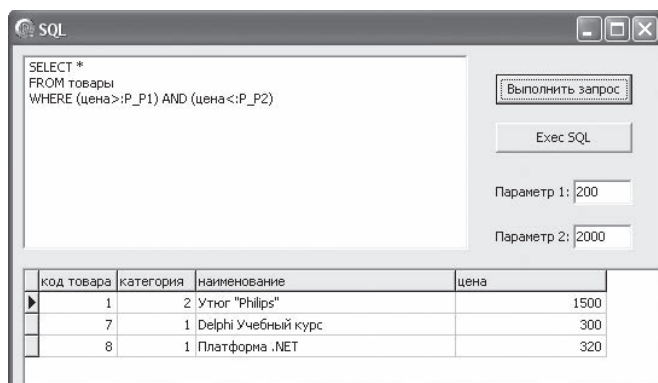 SQL
SELECT *
FROM товары
WHERE (цена>:P_P1) AND (цена<:P_P2)
Выполнить запрос
Exec SQL
Параметр 1: 200
Параметр 2: 2000
код товара категория наименование цена
1 2 Утюг "Philips" 1500
7 1 Delphi Учебный курс 300
8 1 Платформа .NET 320